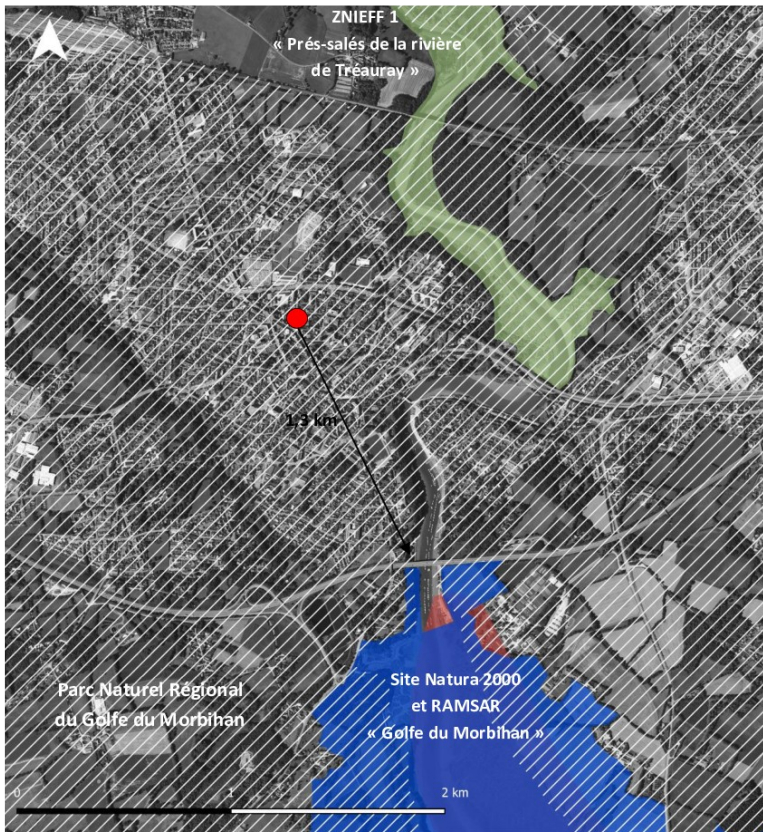 ZNIEFF 1
« Prés-salés de la rivière
de Tréauray »
1,3 km
Parc Naturel Régional
du Golfe du Morbihan
Site Natura 2000
et RAMSAR
« Golfe du Morbihan »
0 1 2 km